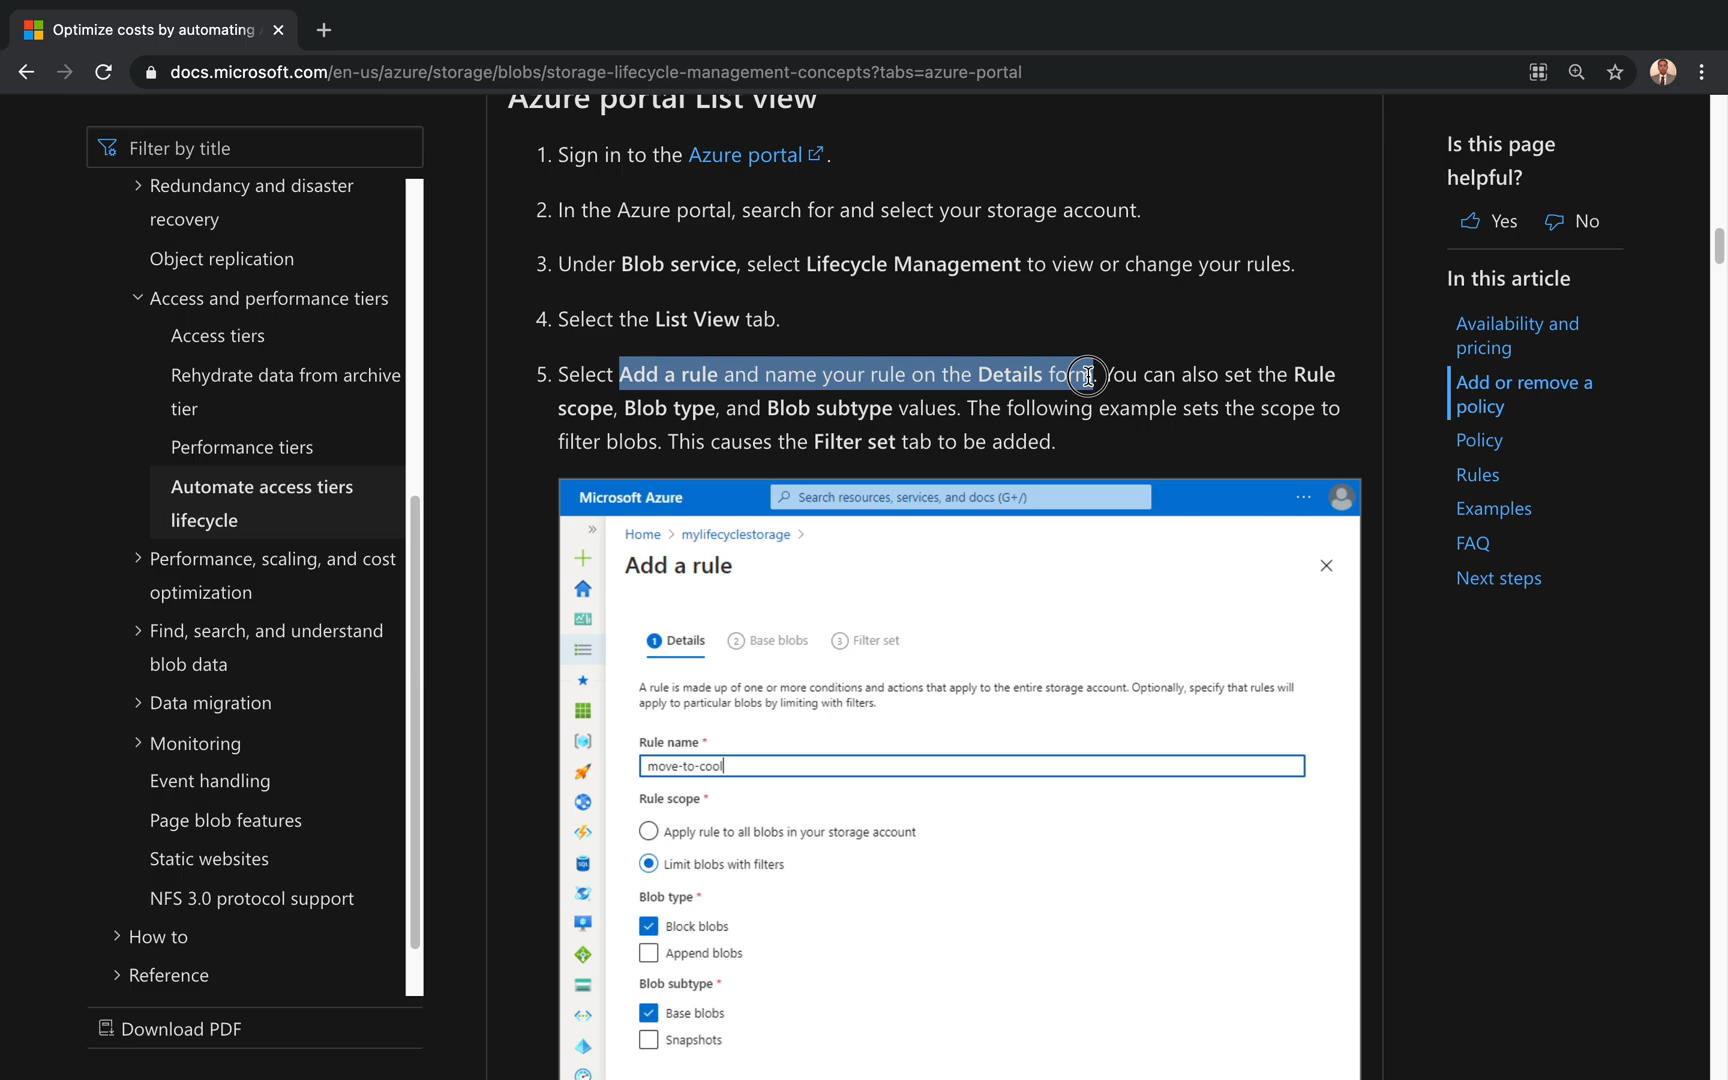 Optimize costs by automating
docs.microsoft.com/en-us/azure/storage/blobs/storage-lifecycle-management-concepts?tabs=azure-portal
Filter by title
Redundancy and disaster
recovery
Object replication
Access and performance tiers
Access tiers
Rehydrate data from archive
tier
Performance tiers
Automate access tiers
lifecycle
Performance, scaling, and cost
optimization
Find, search, and understand
blob data
Data migration
Monitoring
Event handling
Page blob features
Static websites
NFS 3.0 protocol support
How to
Reference
Download PDF
Azure portal List view
1. Sign in to the Azure portal.
2. In the Azure portal, search for and select your storage account.
3. Under Blob service, select Lifecycle Management to view or change your rules.
4. Select the List View tab.
5. Select Add a rule and name your rule on the Details form. You can also set the Rule
scope, Blob type, and Blob subtype values. The following example sets the scope to
filter blobs. This causes the Filter set tab to be added.
Microsoft Azure
Search resources, services, and docs (G+/)
Home > mylifecyclestorage >
Add a rule
1 Details 2 Base blobs 3 Filter set
A rule is made up of one or more conditions and actions that apply to the entire storage account. Optionally, specify that rules will
apply to particular blobs by limiting with filters.
Rule name *
move-to-cool
Rule scope *
Apply rule to all blobs in your storage account
Limit blobs with filters
Blob type *
Block blobs
Append blobs
Blob subtype *
Base blobs
Snapshots
Is this page
helpful?
Yes No
In this article
Availability and
pricing
Add or remove a
policy
Policy
Rules
Examples
FAQ
Next steps